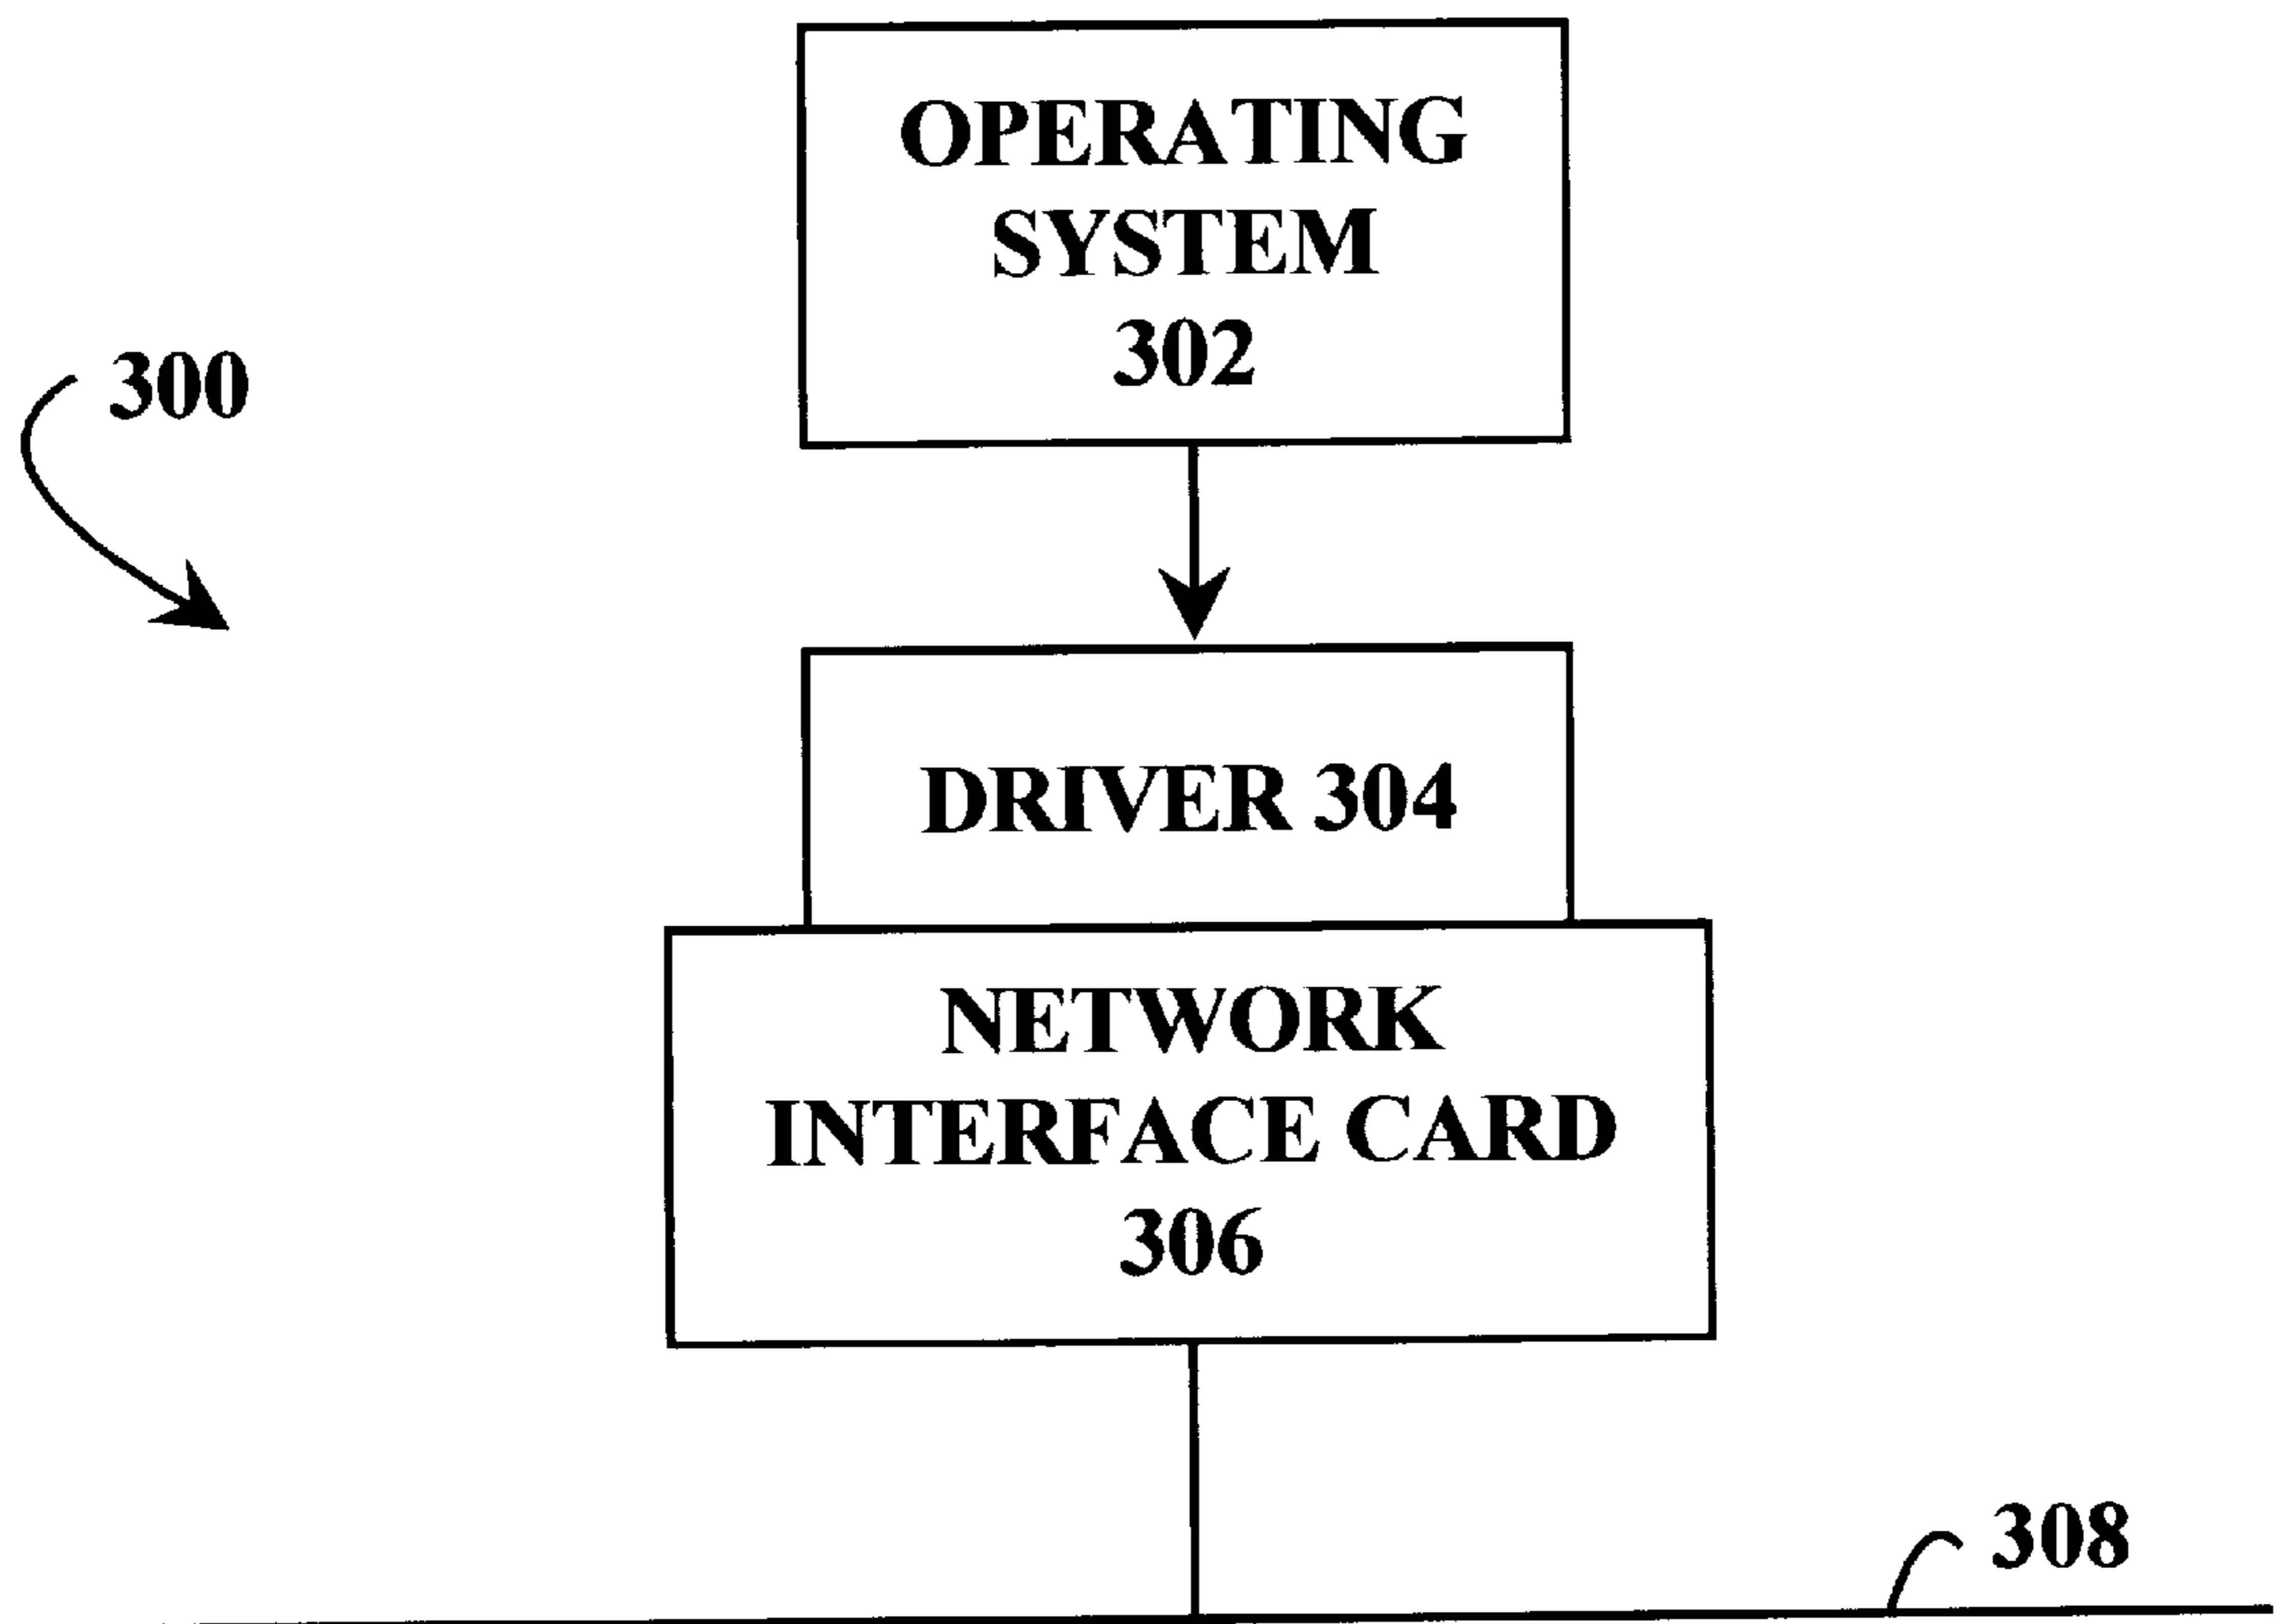 OPERATING
SYSTEM
302
300
DRIVER 304
NETWORK
INTERFACE CARD
306
308